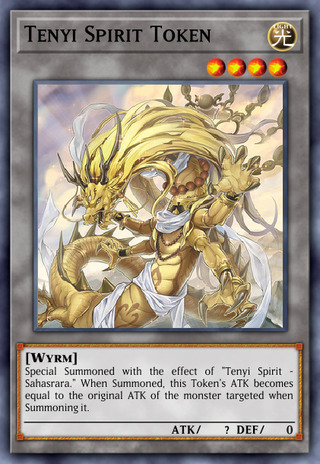 Tenyi Spirit Token
LIGHT
光
[Wyrm]
Special Summoned with the effect of "Tenyi Spirit -
Sahasrara." When Summoned, this Token's ATK becomes
equal to the original ATK of the monster targeted when
Summoning it.
ATK/ ? DEF/ 0